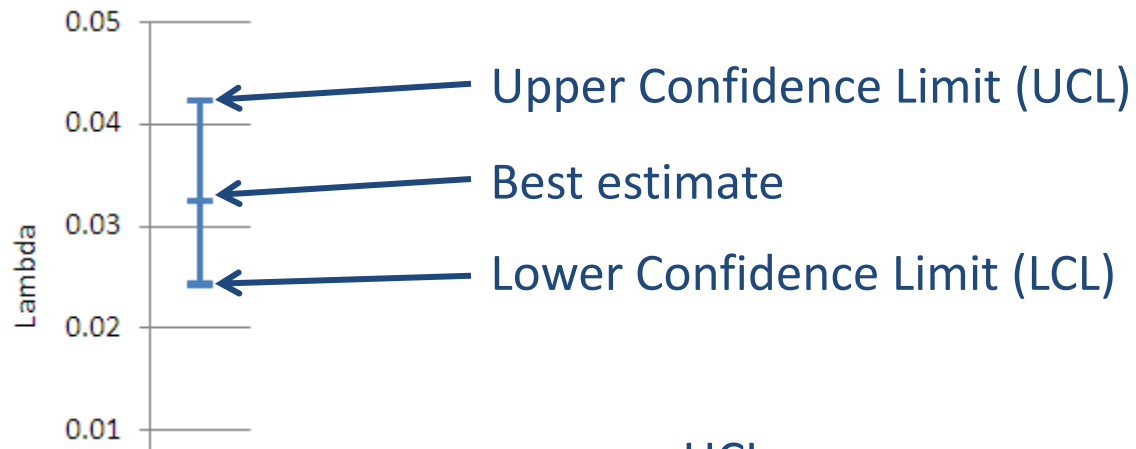 0.05
Upper Confidence Limit (UCL)
0.04
Best estimate
0.03
Lambda
Lower Confidence Limit (LCL)
0.02
0.01
UCL